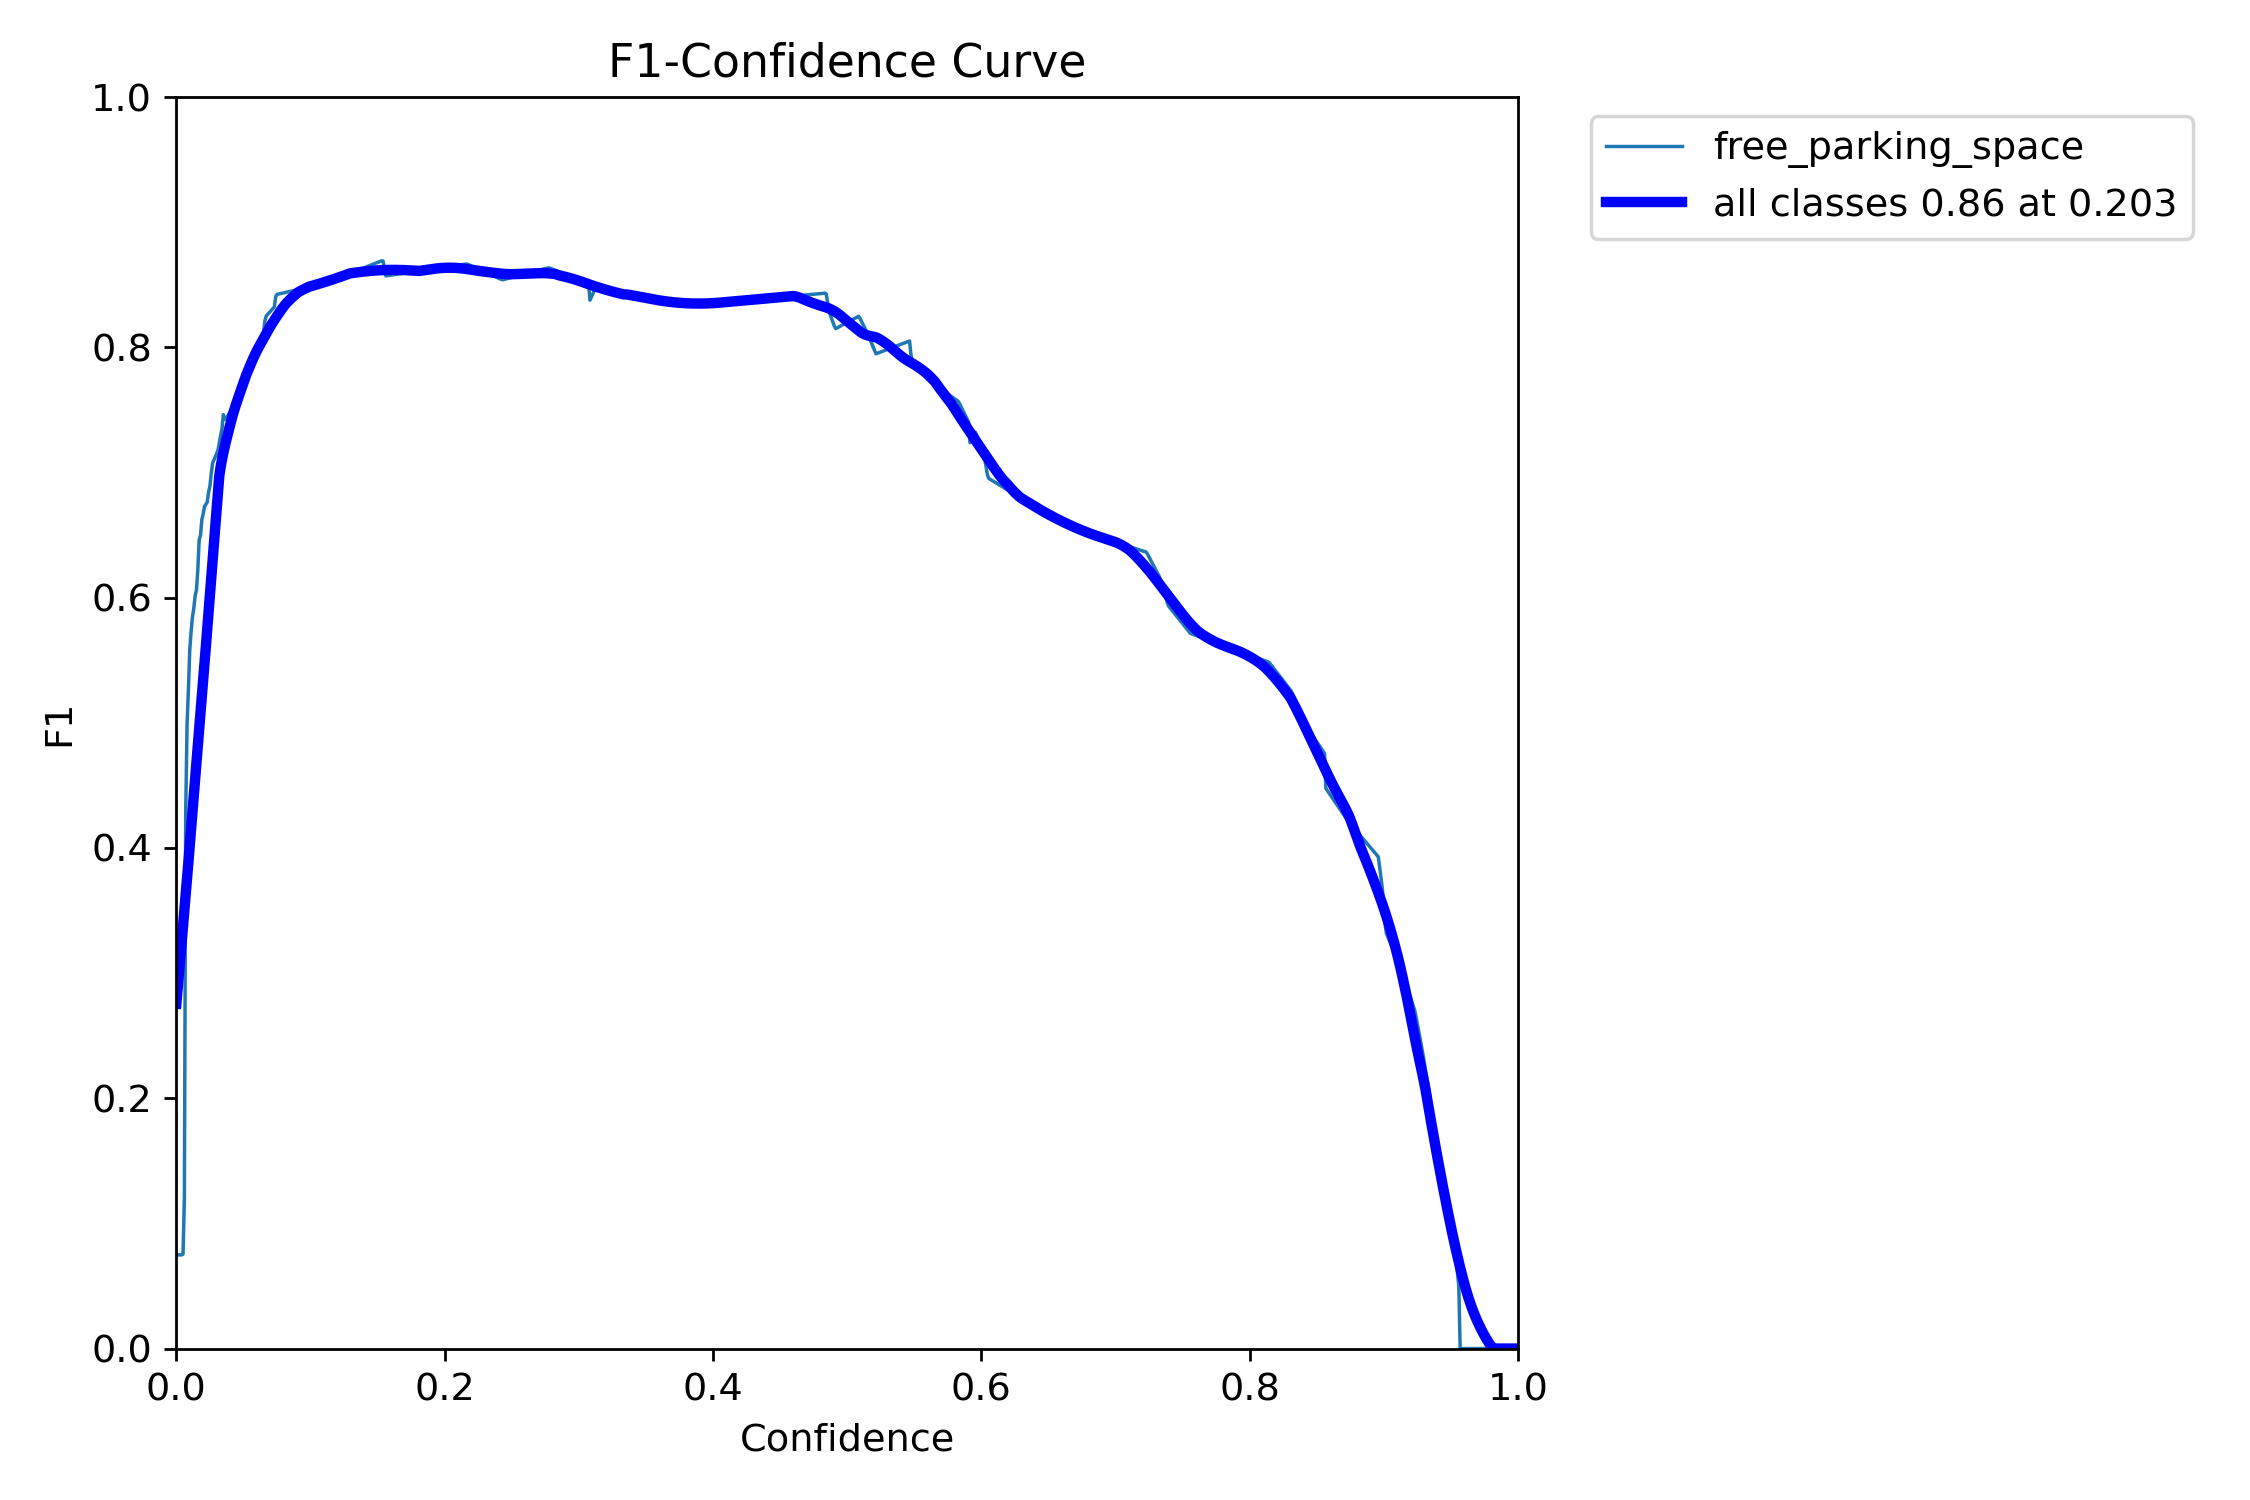 F1-Confidence Curve
1.0
0.8
0.6
0.4
0.2
0.0
F1
0.0 0.2 0.4 0.6 0.8 1.0
Confidence
free_parking_space
all classes 0.86 at 0.203